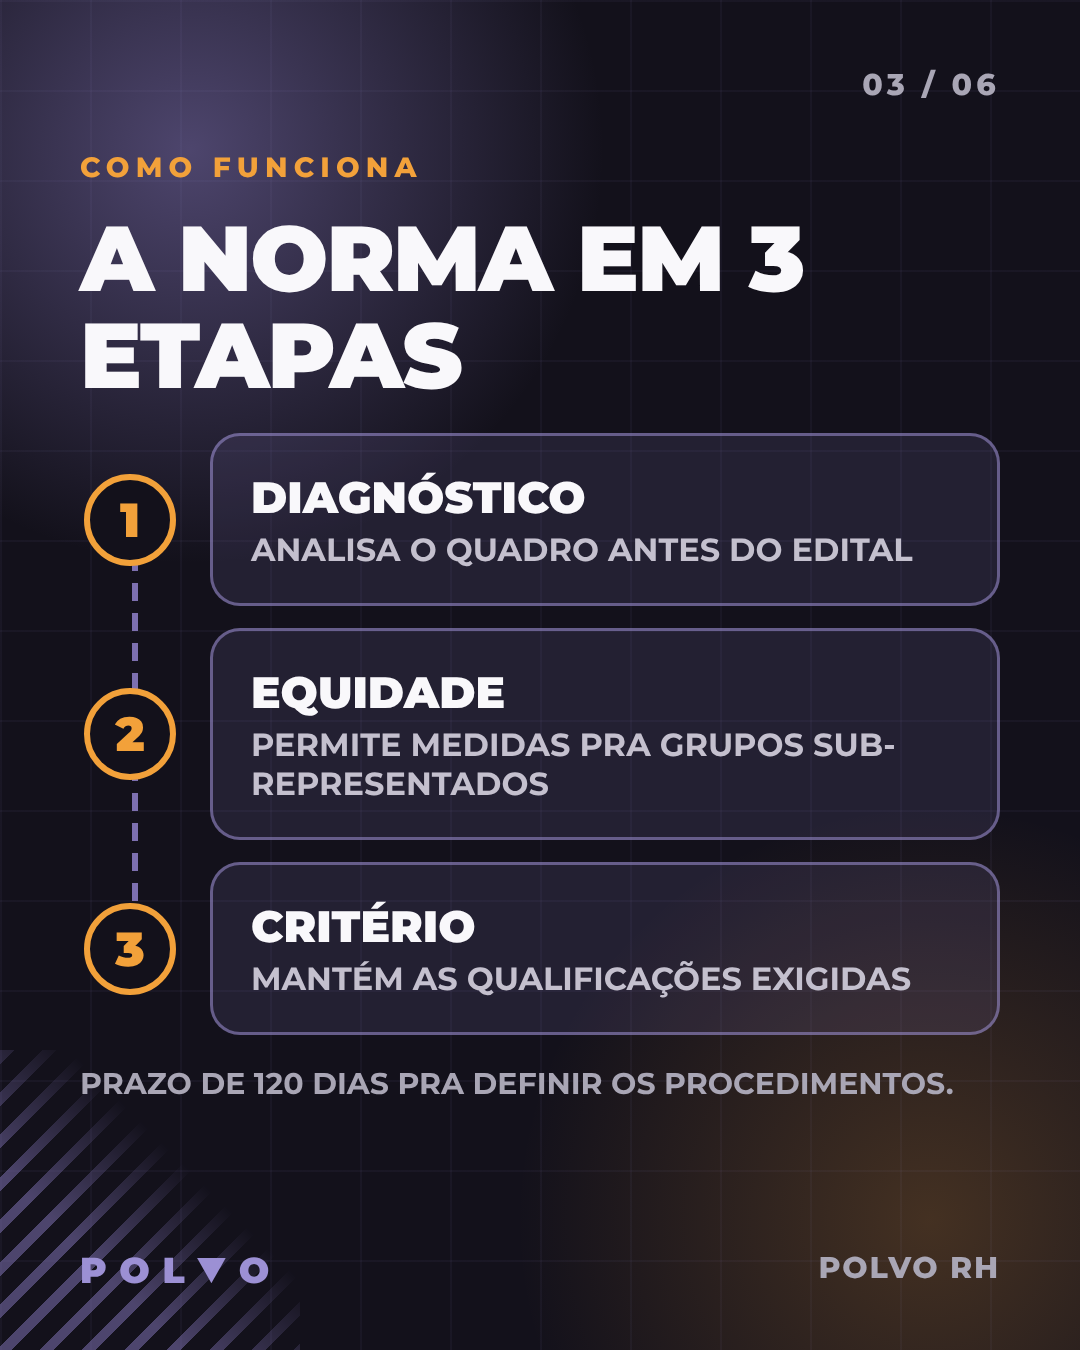 03 / 06
COMO FUNCIONA
A NORMA EM 3
ETAPAS
1
DIAGNÓSTICO
ANALISA O QUADRO ANTES DO EDITAL
2
EQUIDADE
PERMITE MEDIDAS PRA GRUPOS SUB-
REPRESENTADOS
3
CRITÉRIO
MANTÉM AS QUALIFICAÇÕES EXIGIDAS
PRAZO DE 120 DIAS PRA DEFINIR OS PROCEDIMENTOS.
POLVO
POLVO RH